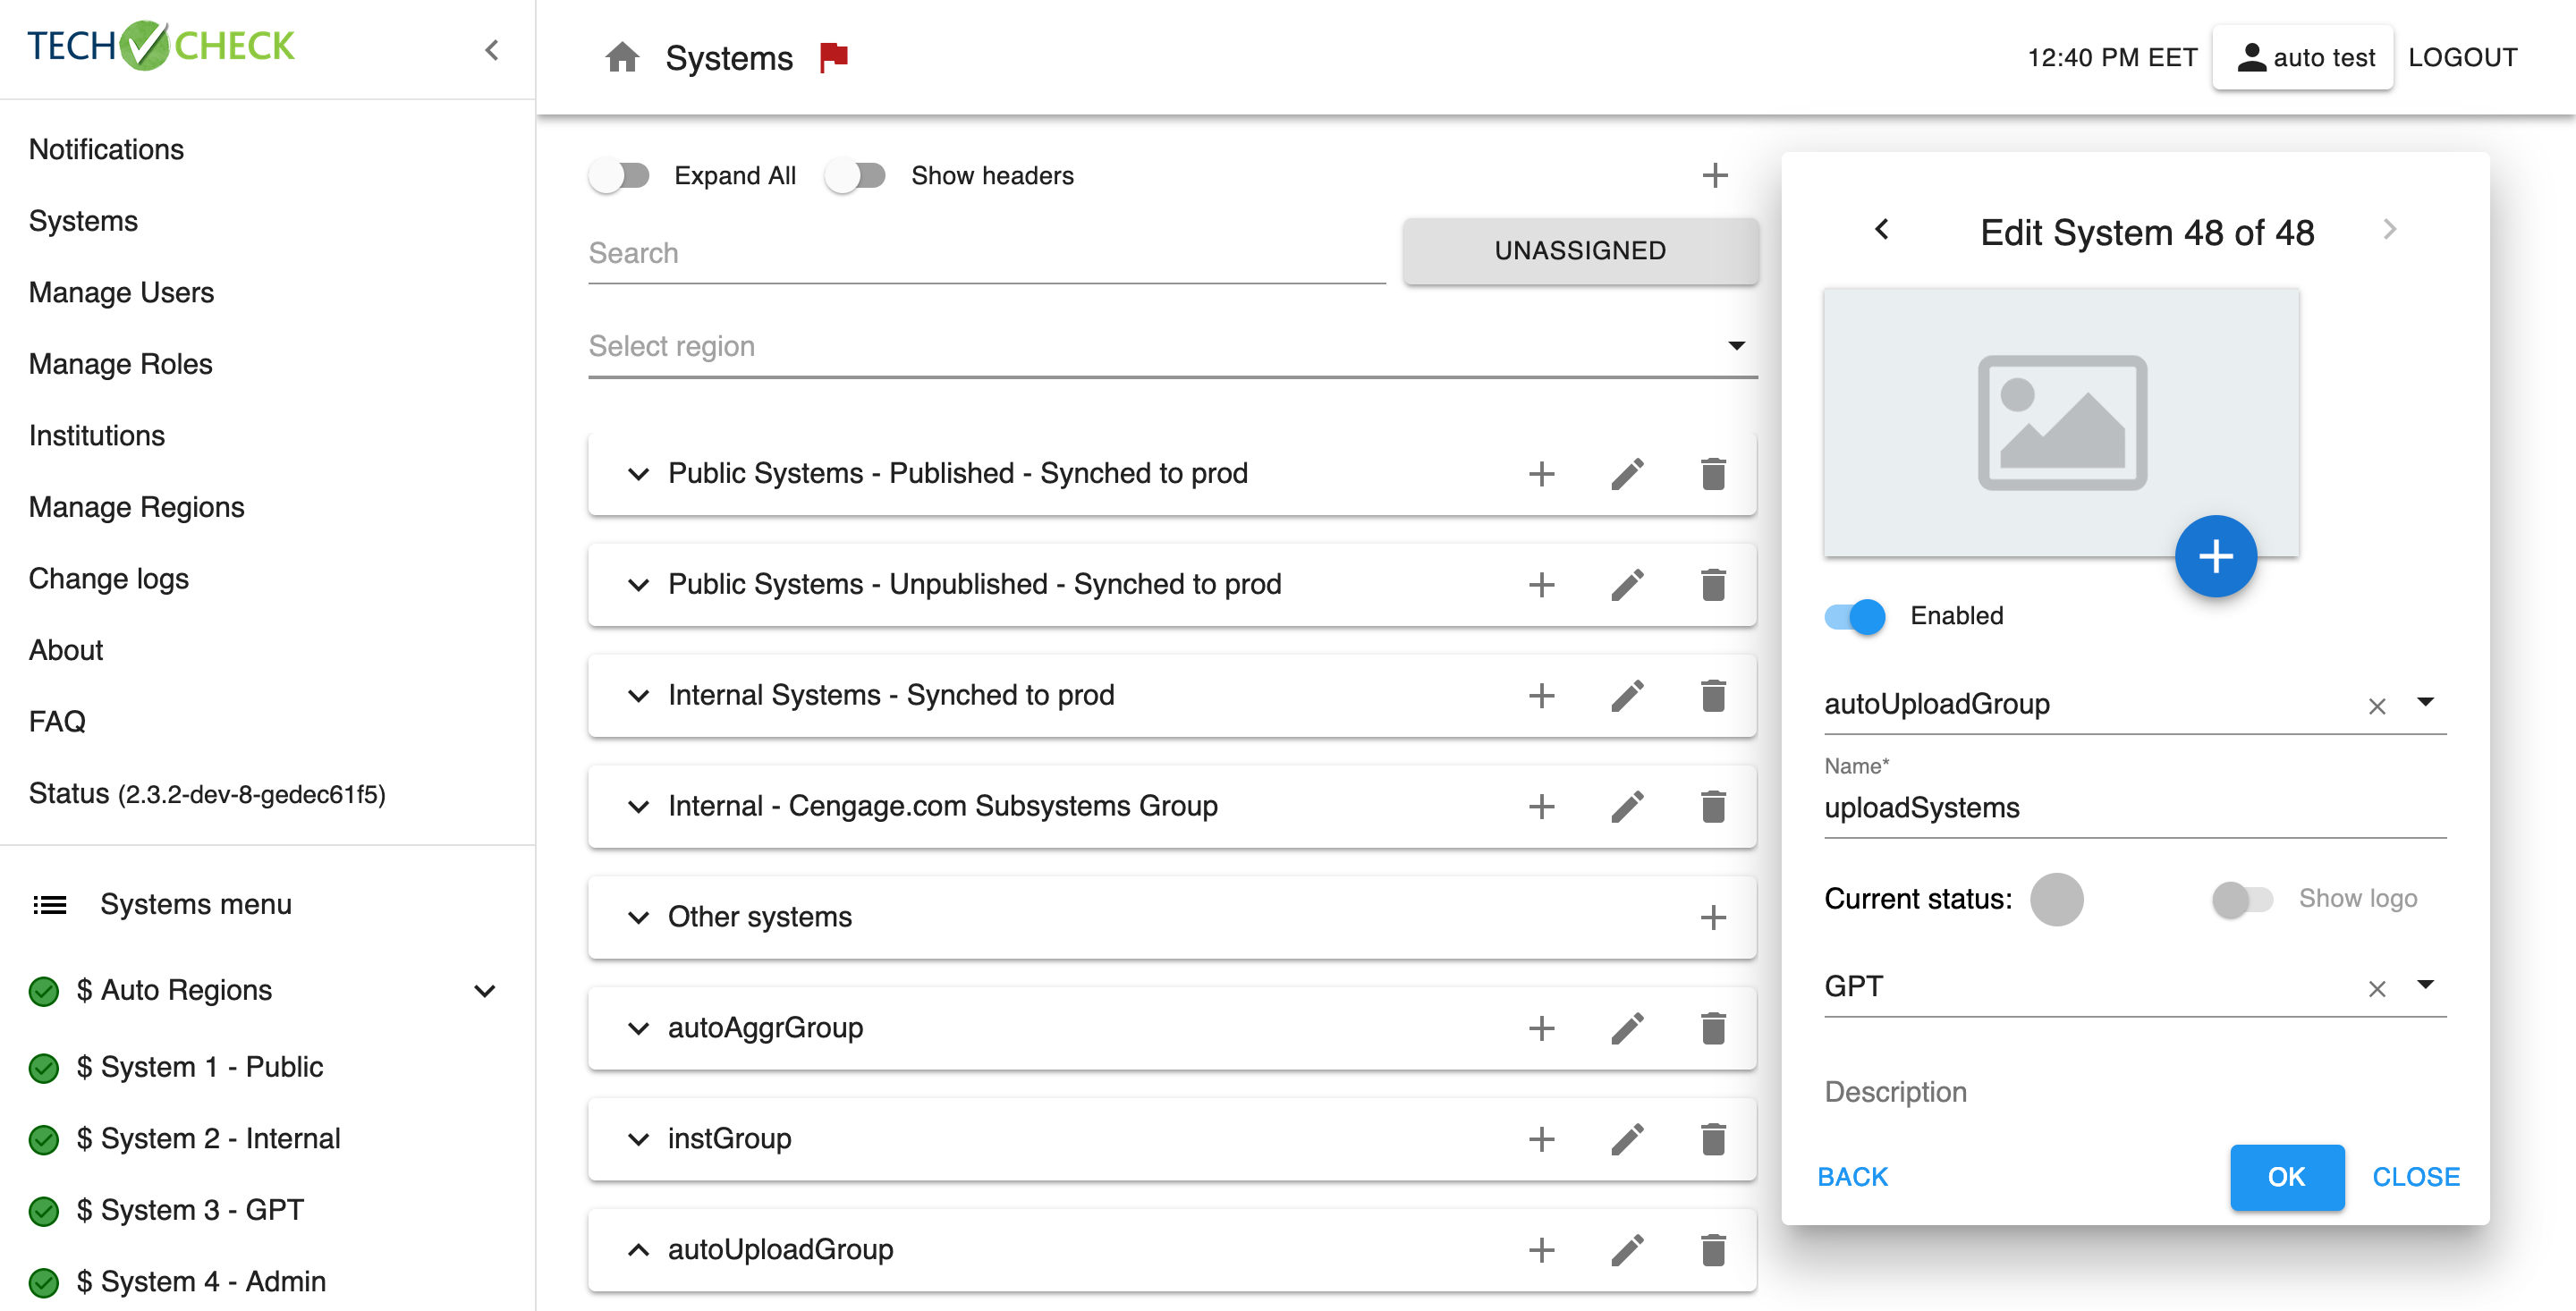 TECH CHECK
Notifications
Systems
Manage Users
Manage Roles
Institutions
Manage Regions
Change logs
About
FAQ
Status (2.3.2-dev-8-gedec61f5)
Systems menu
$ Auto Regions
$ System 1 - Public
$ System 2 - Internal
$ System 3 - GPT
$ System 4 - Admin
Systems
12:40 PM EET
auto test
LOGOUT
Expand All
Show headers
Search
UNASSIGNED
Select region
Public Systems - Published - Synched to prod
Public Systems - Unpublished - Synched to prod
Internal Systems - Synched to prod
Internal - Cengage.com Subsystems Group
Other systems
autoAggrGroup
instGroup
autoUploadGroup
Edit System 48 of 48
Enabled
autoUploadGroup
Name*
uploadSystems
Current status:
Show logo
GPT
Description
BACK
OK
CLOSE